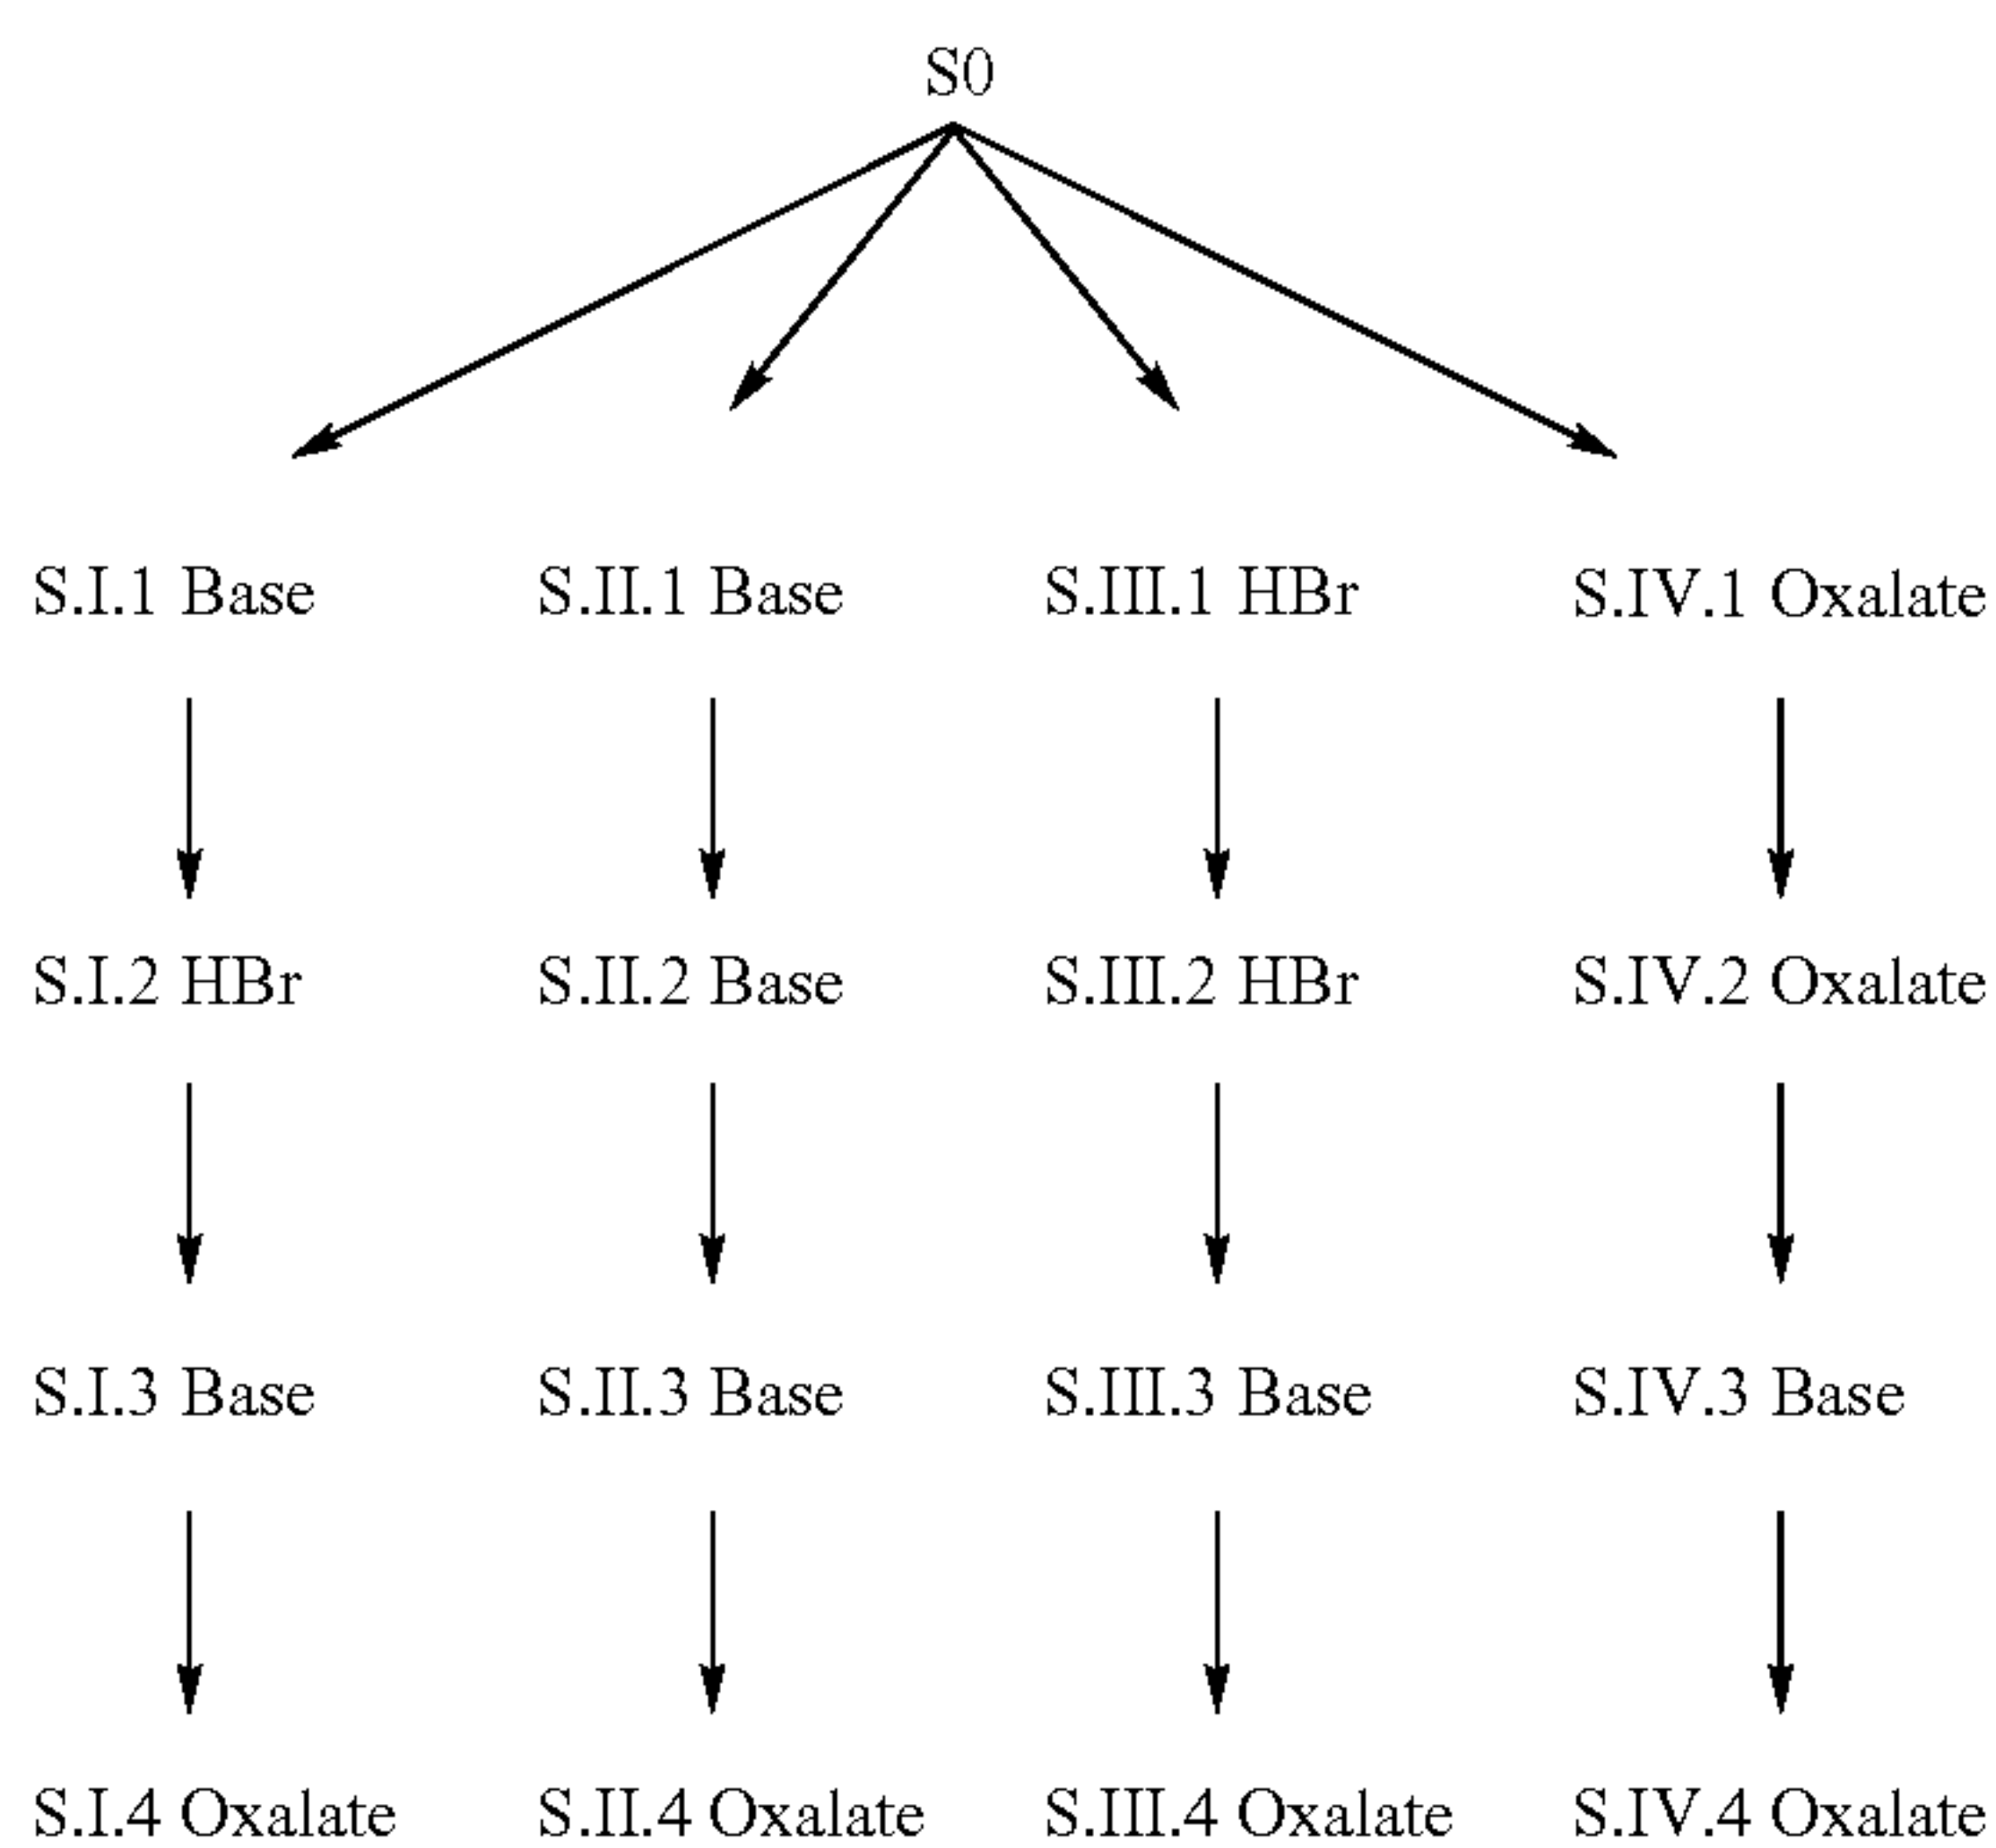 S0
S.I.1 Base S.II.1 Base S.III.1 HBr S.IV.1 Oxalate
S.I.2 HBr S.II.2 Base S.III.2 HBr S.IV.2 Oxalate
S.I.3 Base S.II.3 Base S.III.3 Base S.IV.3 Base
S.I.4 Oxalate S.II.4 Oxalate S.III.4 Oxalate S.IV.4 Oxalate